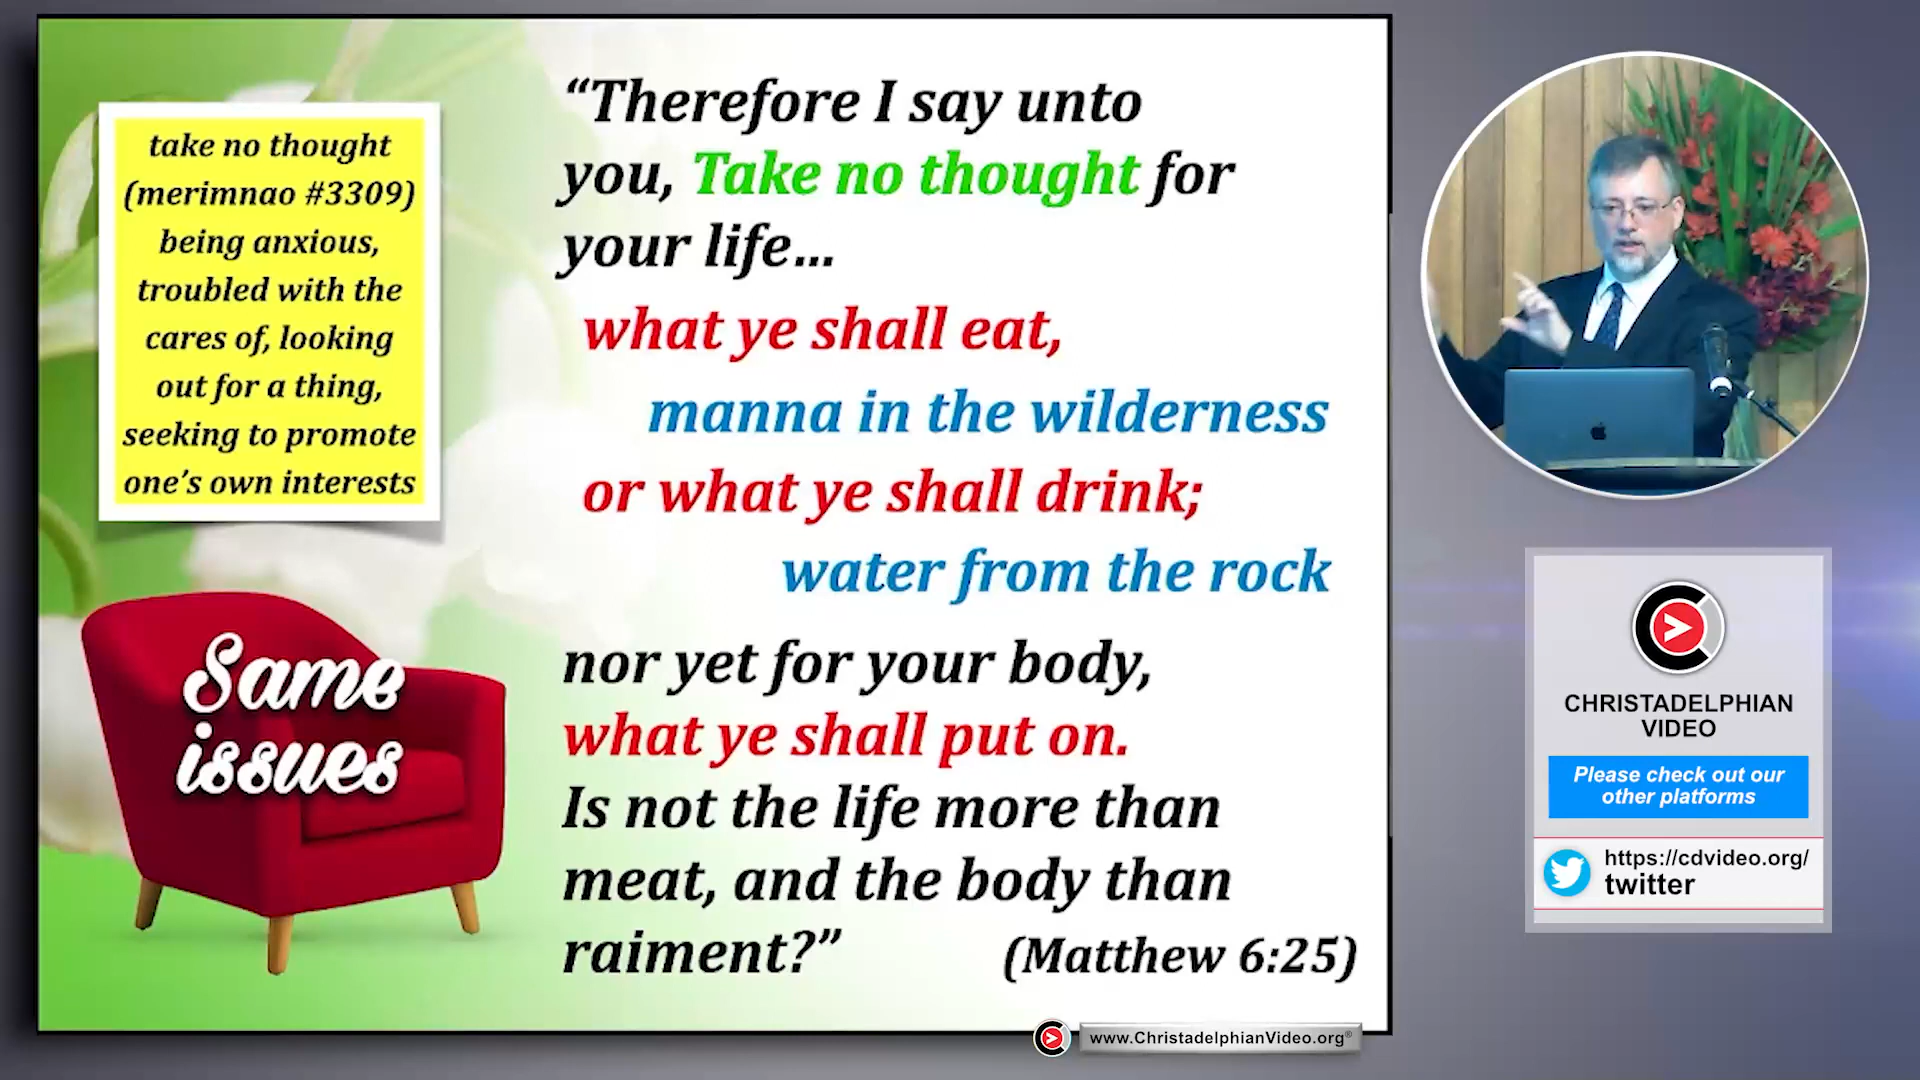 take no thought
(merimnao #3309)
being anxious,
troubled with the
cares of, looking
out for a thing,
seeking to promote
one's own interests
Same
issues
“Therefore I say unto
you, Take no thought for
your life...
what ye shall eat,
manna in the wilderness
or what ye shall drink;
water from the rock
nor yet for your body,
what ye shall put on.
Is not the life more than
meat, and the body than
raiment?” (Matthew 6:25)
www.ChristadelphianVideo.org®
CHRISTADELPHIAN
VIDEO
Please check out our
other platforms
https://cdvideo.org/
twitter